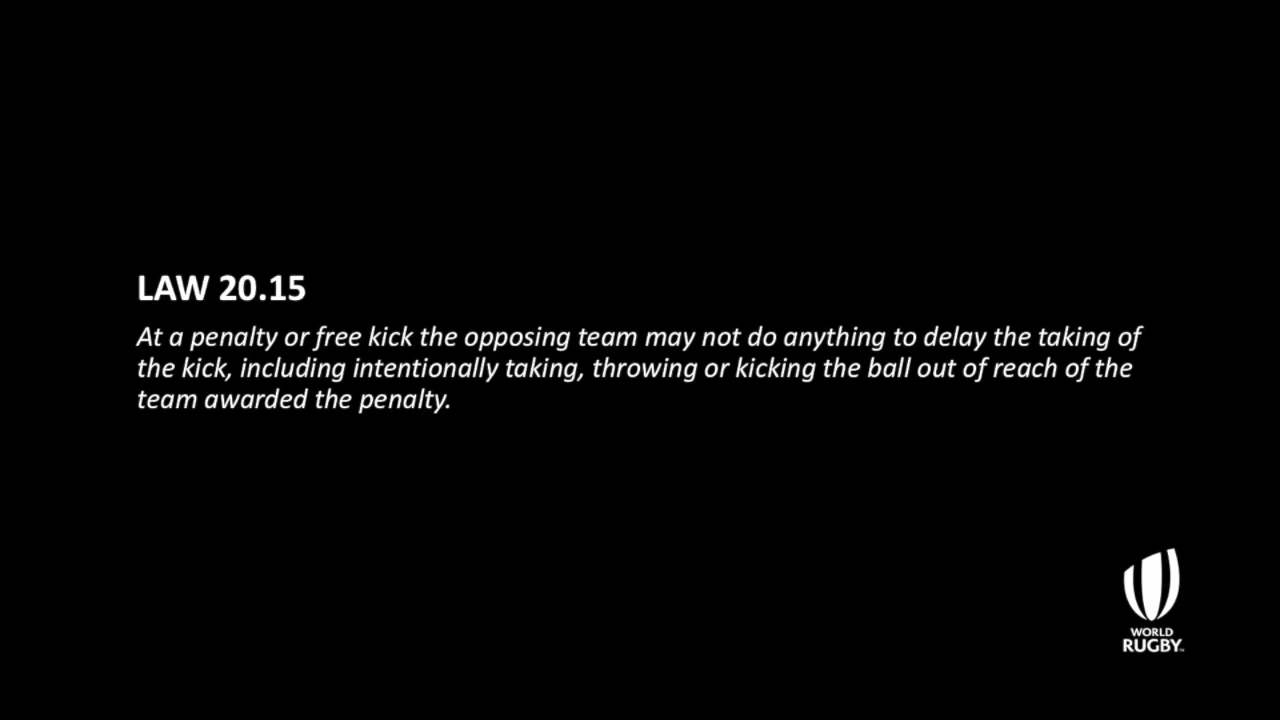 LAW 20.15
At a penalty or free kick the opposing team may not do anything to delay the taking of
the kick, including intentionally taking, throwing or kicking the ball out of reach of the
team awarded the penalty.
WORLD
RUGBY™